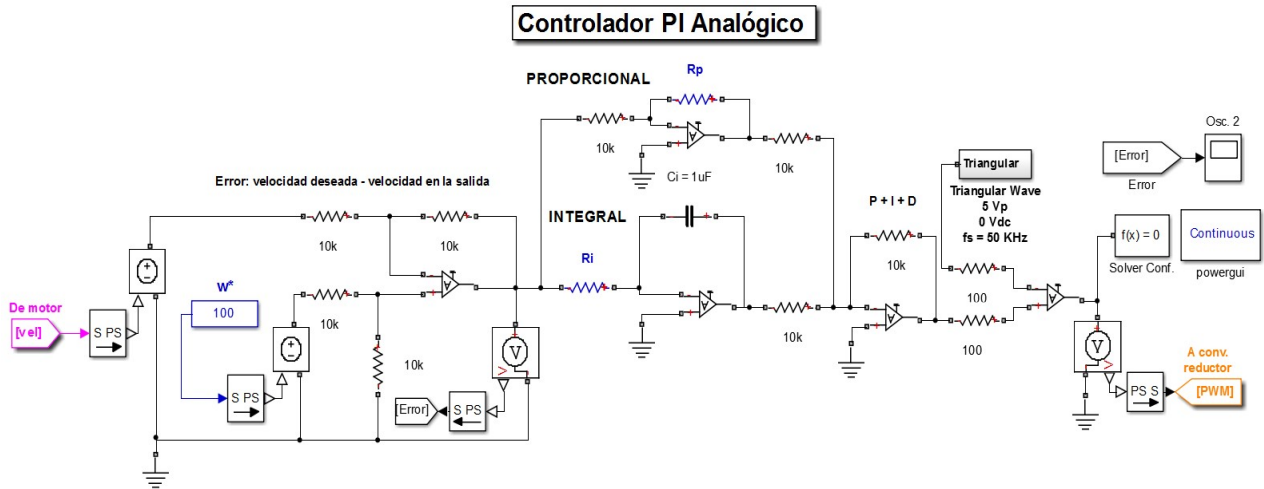 Controlador PI Analógico
PROPORCIONAL
Rp
10k
10k
Ci = 1uF
Error: velocidad deseada - velocidad en la salida
10k
10k
INTEGRAL
Ri
10k
P + I + D
10k
Triangular
Triangular Wave
5 Vp
0 Vdc
fs = 50 KHz
100
100
Osc. 2
[Error]
Error
f(x) = 0
Solver Conf.
Continuous
powergui
De motor
[vel]
S PS
W*
100
S PS
10k
10k
V
[Error]
S PS
V
PS S
A conv.
reductor
[PWM]